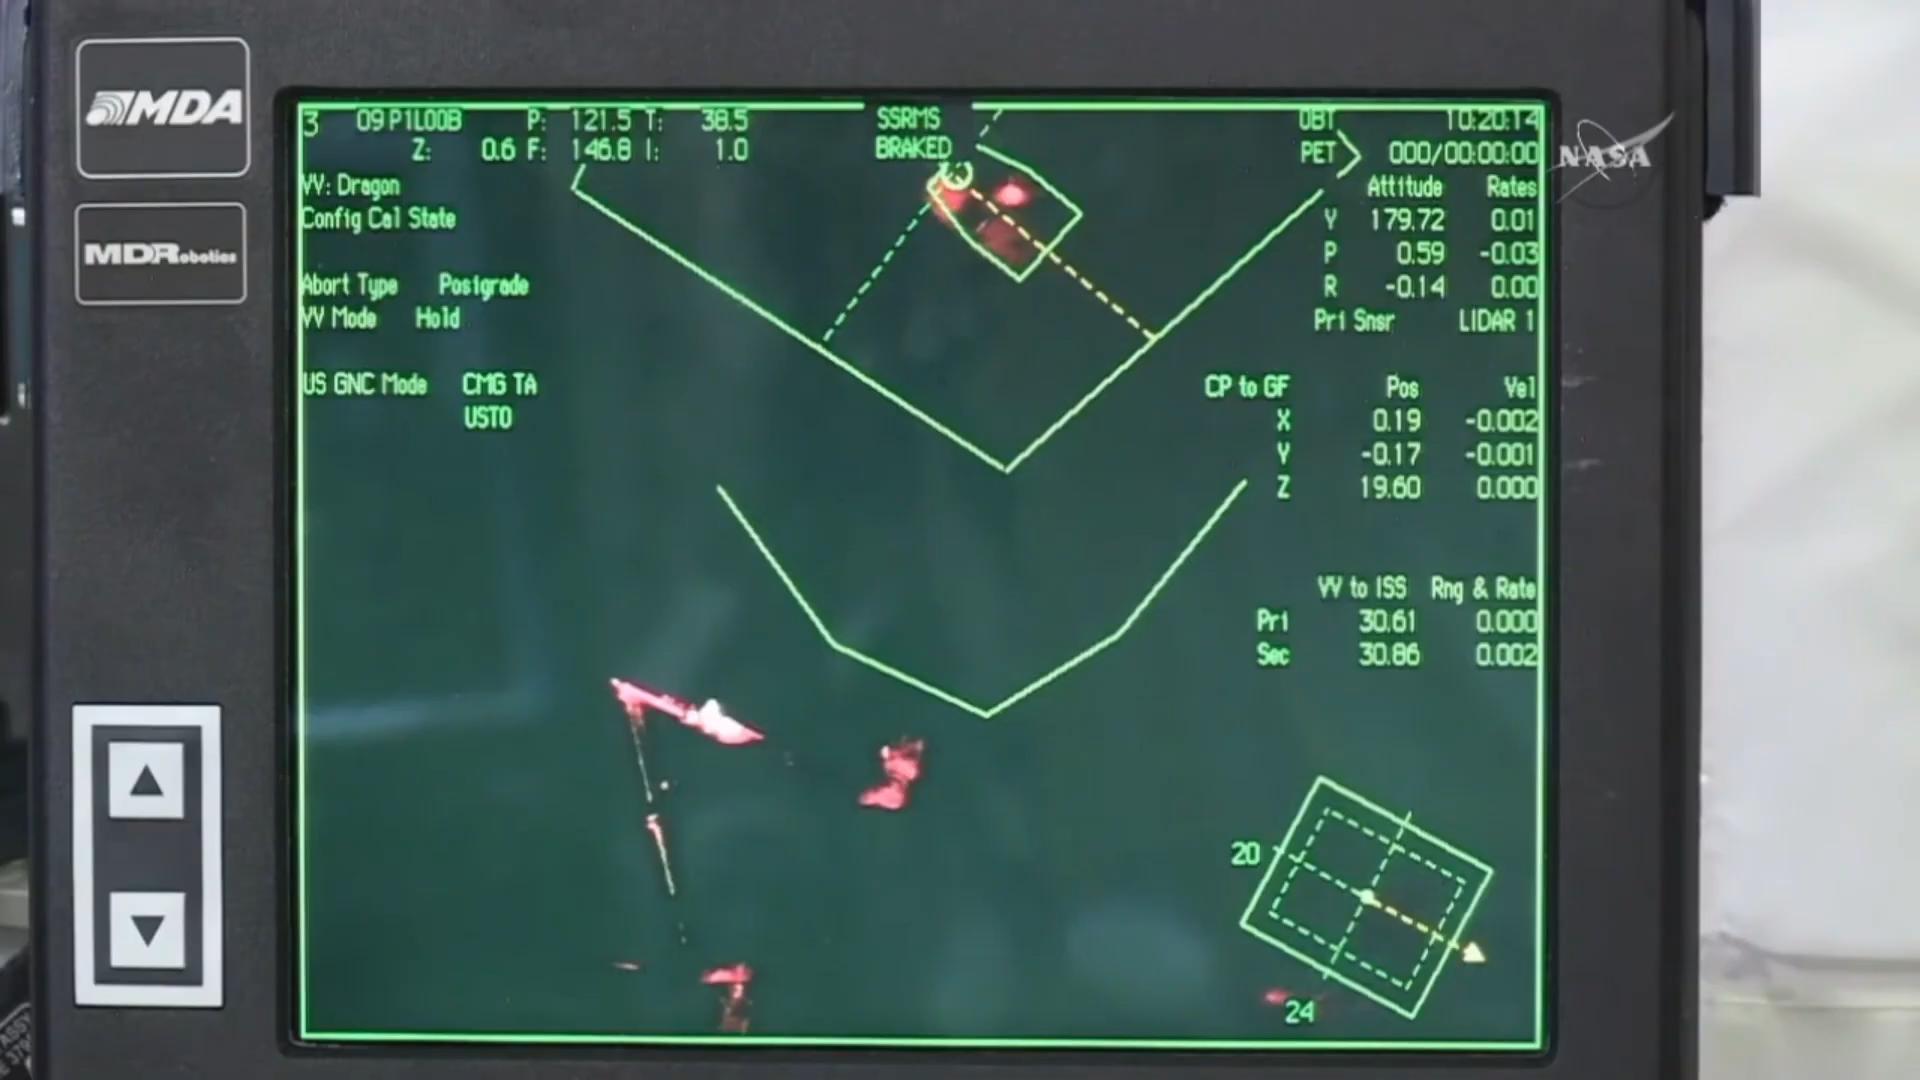 MDA
MDRobotics
3 09 P1L00B P: 121.5 T: 38.5
Z: 0.6 F: 146.8 I: 1.0
SSRMS
BRAKED
OBT 10:20:14
PET 000/00:00:00
VV: Dragon
Config Cal State
Abort Type Posigrade
VV Mode Hold
US GNC Mode CMG TA
USTO
Attitude Rates
Y 179.72 0.01
P 0.59 -0.03
R -0.14 0.00
Pri Snsr LIDAR 1
CP to GF Pos Vel
X 0.19 -0.002
Y -0.17 -0.001
Z 19.60 0.000
VV to ISS Rng & Rate
Pri 30.61 0.000
Sec 30.86 0.002
20
24
NASA